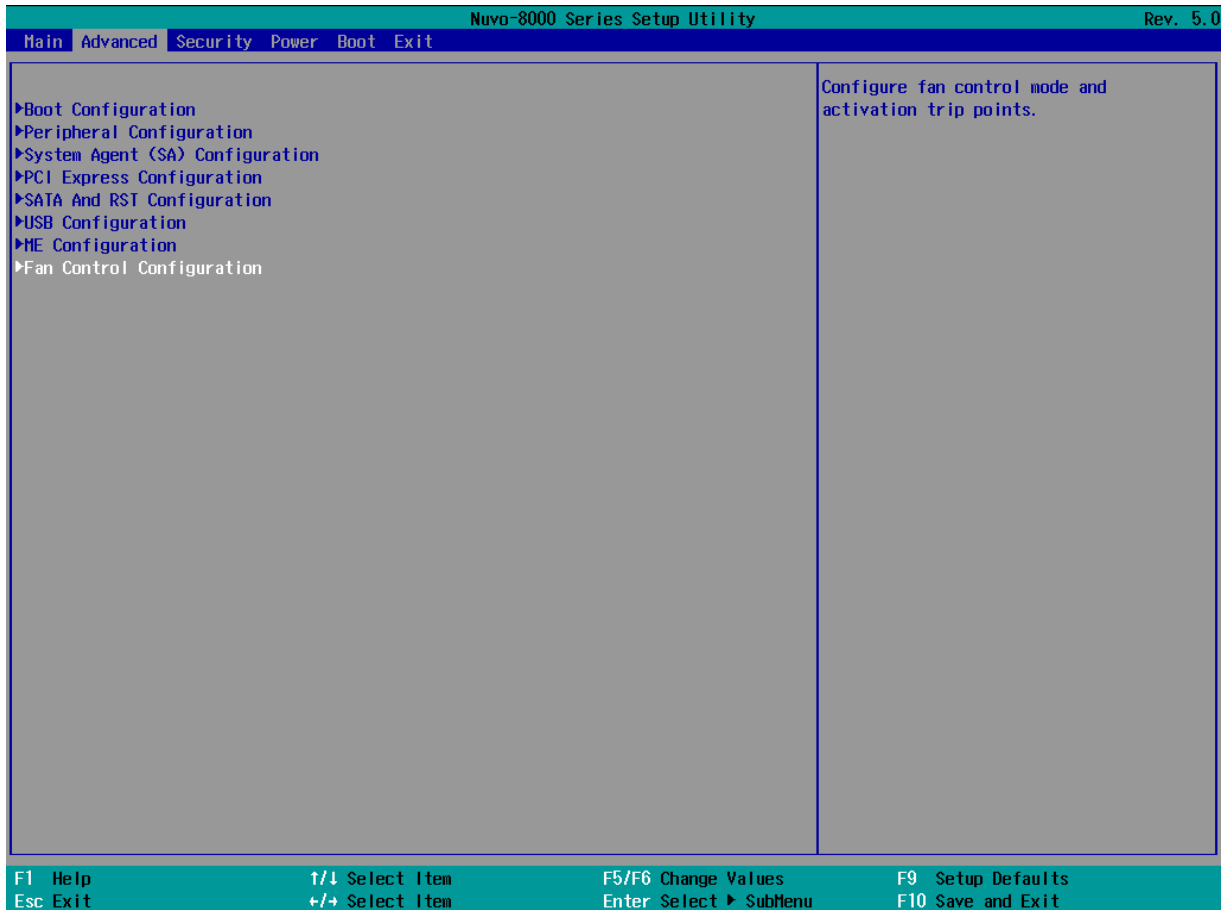 Nuvo-8000 Series Setup Utility Rev. 5.0
Main Advanced Security Power Boot Exit
▶Boot Configuration
▶Peripheral Configuration
▶System Agent (SA) Configuration
▶PCI Express Configuration
▶SATA And RST Configuration
▶USB Configuration
▶ME Configuration
▶Fan Control Configuration
Configure fan control mode and
activation trip points.
F1 Help ↑/↓ Select Item F5/F6 Change Values F9 Setup Defaults
Esc Exit ←/→ Select Item Enter Select ▶ SubMenu F10 Save and Exit